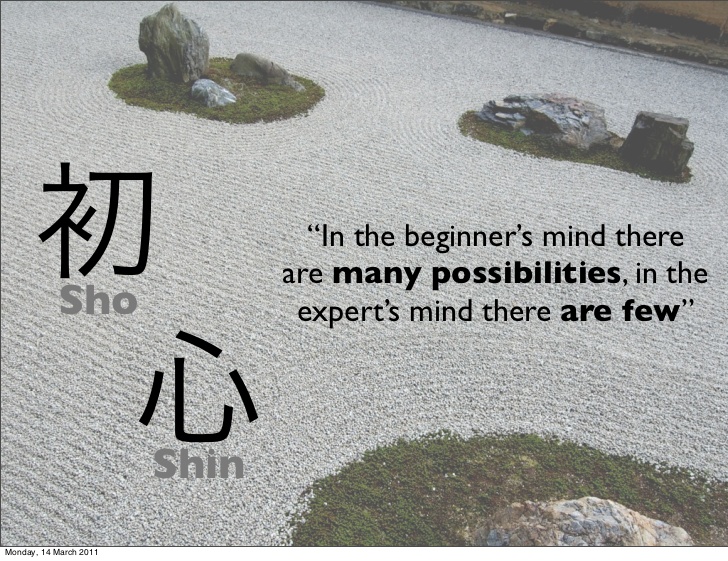 初
Sho
心
Shin
“In the beginner’s mind there
are many possibilities, in the
expert’s mind there are few”
Monday, 14 March 2011